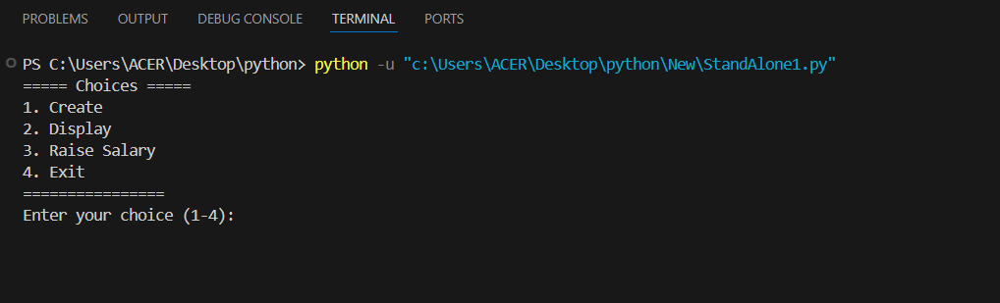 PROBLEMS OUTPUT DEBUG CONSOLE TERMINAL PORTS
PS C:\Users\ACER\Desktop\python> python -u "c:\Users\ACER\Desktop\python\New\StandAlone1.py"
===== Choices =====
1. Create
2. Display
3. Raise Salary
4. Exit
================
Enter your choice (1-4):